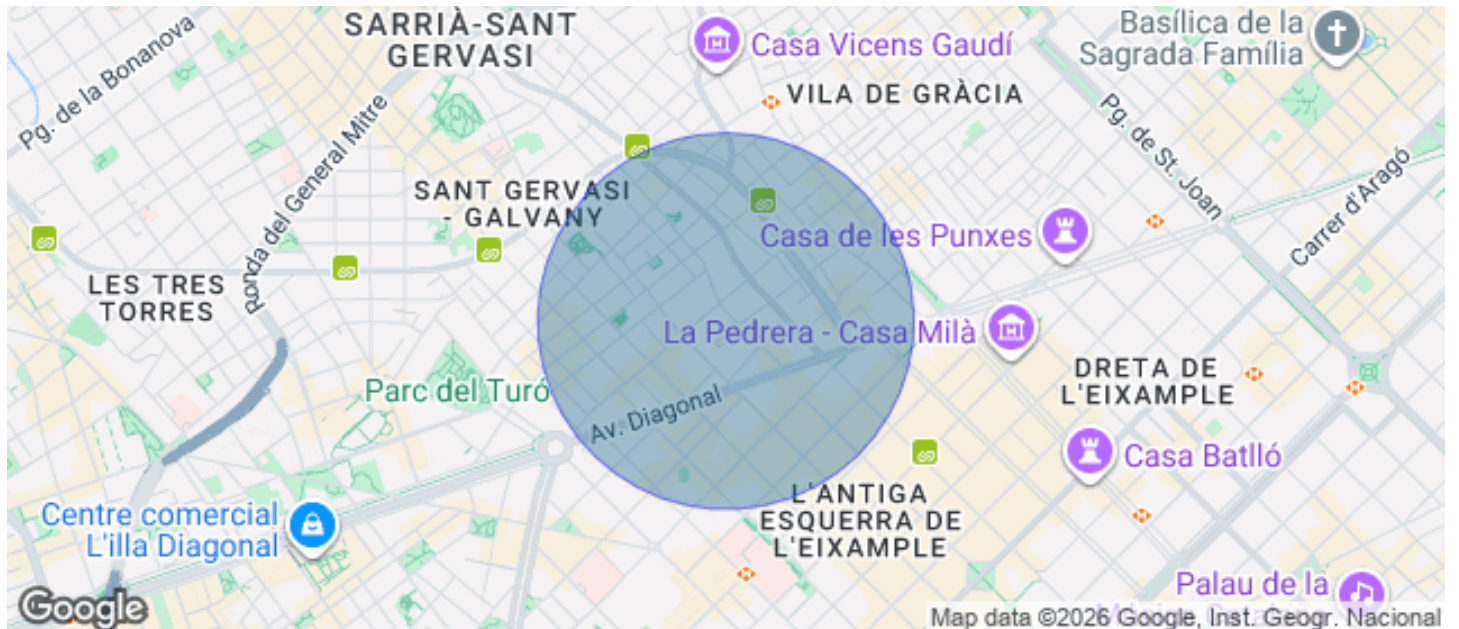 SARRIÀ-SANT
GERVASI
Casa Vicens Gaudí
Basílica de la
Sagrada Família
Pg. de la Bonanova
VILA DE GRÀCIA
Ronda del General Mitre
Pg. de St. Joan
Carrer d'Aragó
SANT GERVASI
- GALVANY
Casa de les Punxes
LES TRES
TORRES
La Pedrera - Casa Milà
Parc del Turó
Av. Diagonal
DRETA DE
L'EIXAMPLE
Casa Batlló
L'ANTIGA
ESQUERRA DE
L'EIXAMPLE
Centre comercial
L'illa Diagonal
Palau de la
Google
Map data ©2026 Google, Inst. Geogr. Nacional